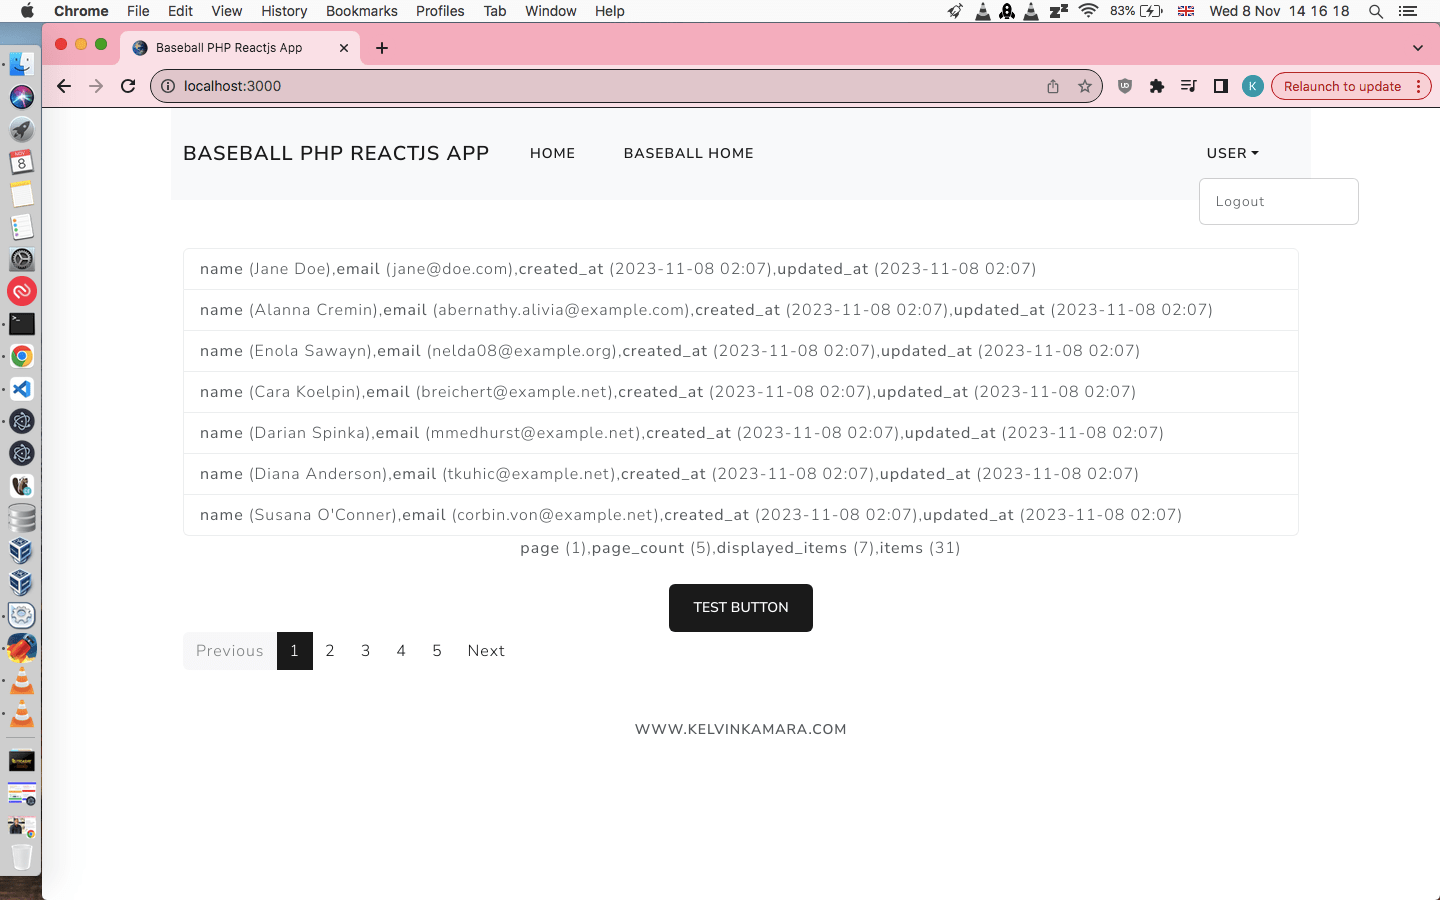 Chrome File Edit View History Bookmarks Profiles Tab Window Help 83% Wed 8 Nov 14 16 18
Baseball PHP Reactjs App
localhost:3000 K Relaunch to update
BASEBALL PHP REACTJS APP HOME BASEBALL HOME USER
Logout
name (Jane Doe),email (jane@doe.com),created_at (2023-11-08 02:07),updated_at (2023-11-08 02:07)
name (Alanna Cremin),email (abernathy.alivia@example.com),created_at (2023-11-08 02:07),updated_at (2023-11-08 02:07)
name (Enola Sawayn),email (nelda08@example.org),created_at (2023-11-08 02:07),updated_at (2023-11-08 02:07)
name (Cara Koelpin),email (breichert@example.net),created_at (2023-11-08 02:07),updated_at (2023-11-08 02:07)
name (Darian Spinka),email (mmedhurst@example.net),created_at (2023-11-08 02:07),updated_at (2023-11-08 02:07)
name (Diana Anderson),email (tkuhic@example.net),created_at (2023-11-08 02:07),updated_at (2023-11-08 02:07)
name (Susana O'Conner),email (corbin.von@example.net),created_at (2023-11-08 02:07),updated_at (2023-11-08 02:07)
page (1),page_count (5),displayed_items (7),items (31)
TEST BUTTON
Previous 1 2 3 4 5 Next
WWW.KELVINKAMARA.COM